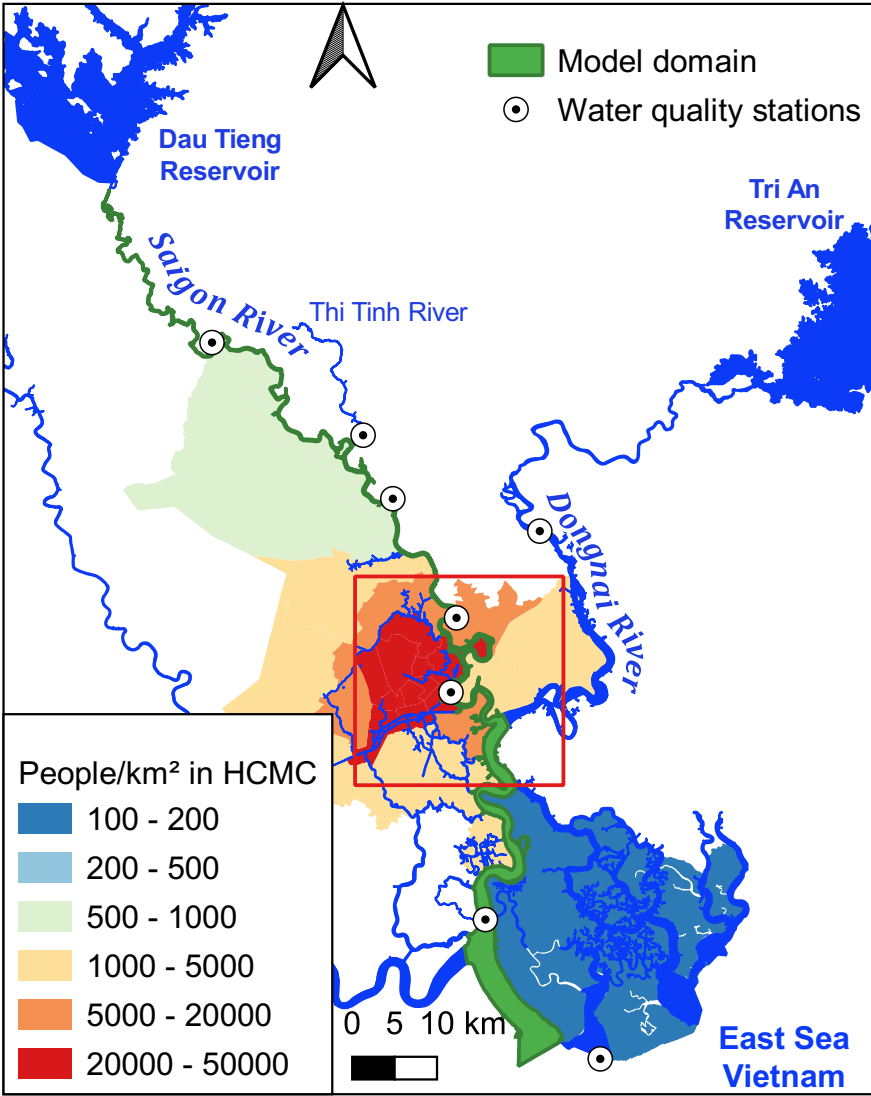 Model domain
Water quality stations
Dau Tieng
Reservoir
Tri An
Reservoir
Saigon River
Thi Tinh River
Dongnai River
People/km² in HCMC
100 - 200
200 - 500
500 - 1000
1000 - 5000
5000 - 20000
20000 - 50000
0 5 10 km
East Sea
Vietnam